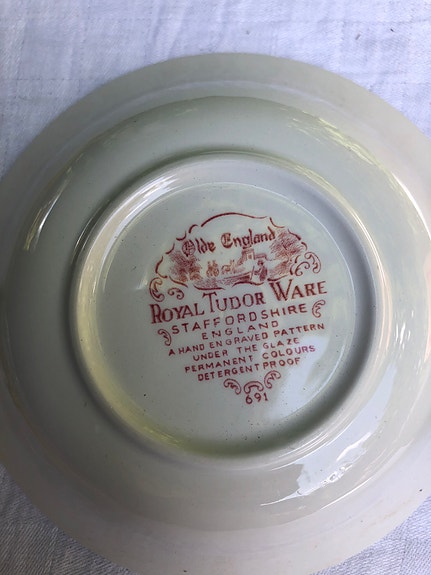 Olde England
ROYAL TUDOR WARE
STAFFORDSHIRE
ENGLAND
A HAND ENGRAVED PATTERN
UNDER THE GLAZE
PERMANENT COLOURS
DETERGENT PROOF
691